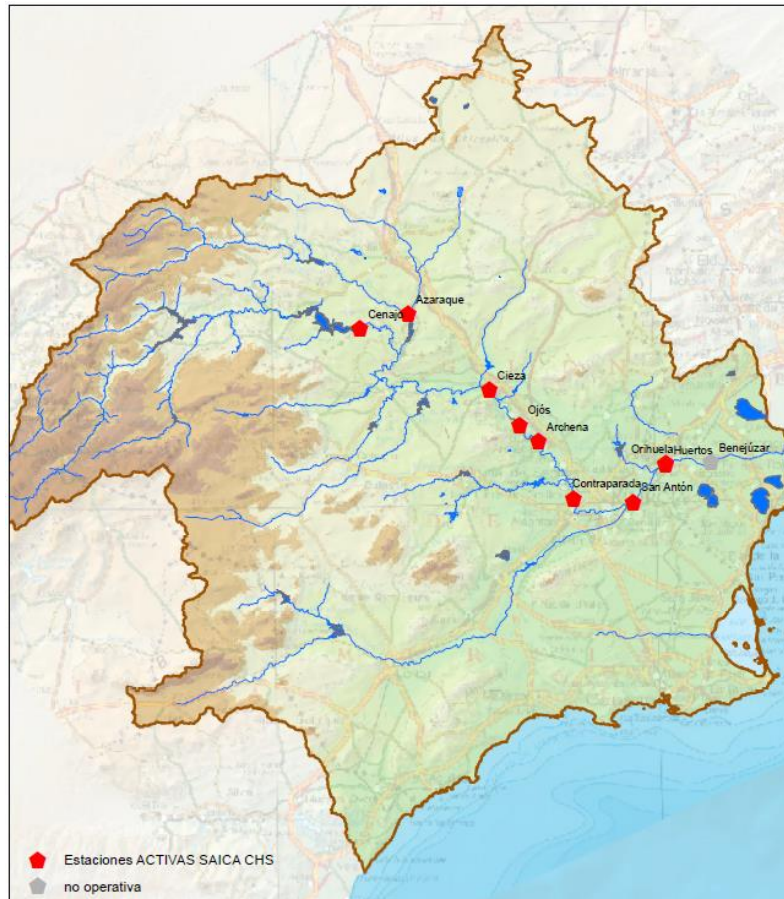 Azaraque
Cenajo
Cieza
Ojós
Archena
Orihuela
Huertos
Benejúzar
Contraparada
San Antón
Estaciones ACTIVAS SAICA CHS
no operativa